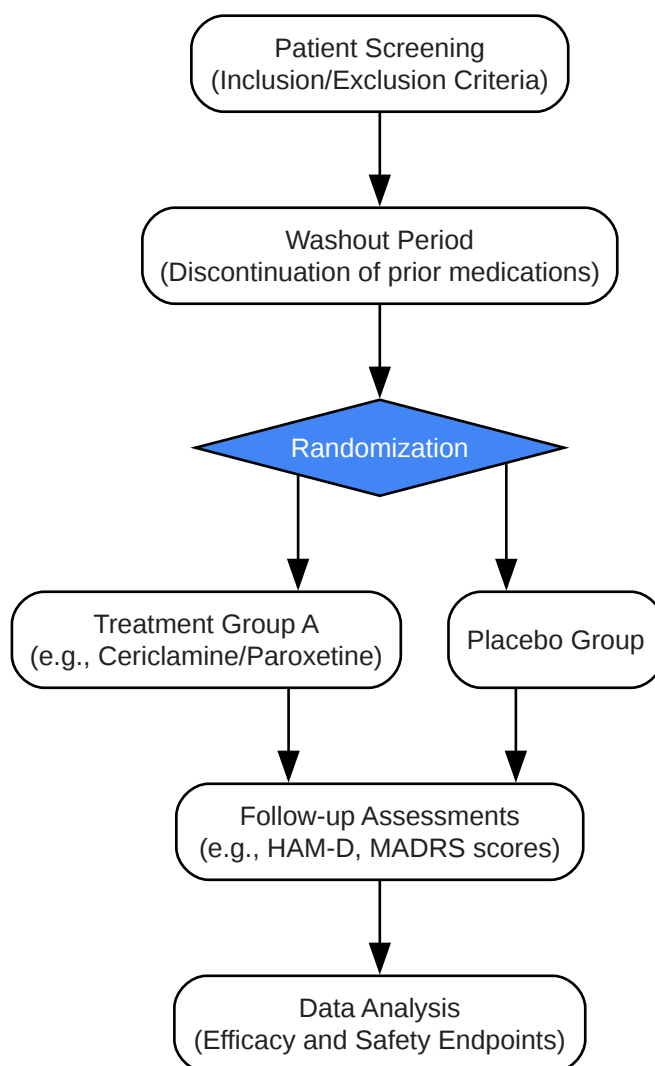 Patient Screening
(Inclusion/Exclusion Criteria)
Washout Period
(Discontinuation of prior medications)
Randomization
Treatment Group A
(e.g., Cericlamine/Paroxetine)
Placebo Group
Follow-up Assessments
(e.g., HAM-D, MADRS scores)
Data Analysis
(Efficacy and Safety Endpoints)